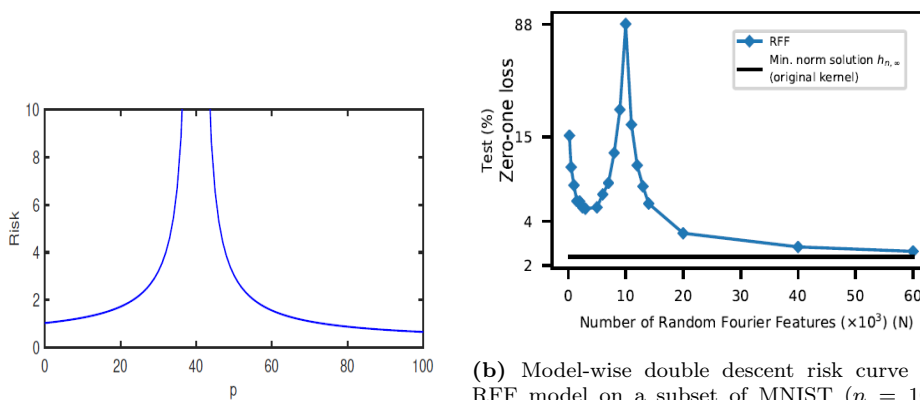 10
8
6
4
2
0
Risk
0 20 40 60 80 100
p
88
15
4
2
Test (%)
Zero-one loss
RFF
Min. norm solution h_{n,∞}
(original kernel)
0 10 20 30 40 50 60
Number of Random Fourier Features (×10³) (N)
(b) Model-wise double descent risk curve
RFF model on a subset of MNIST (n = 1